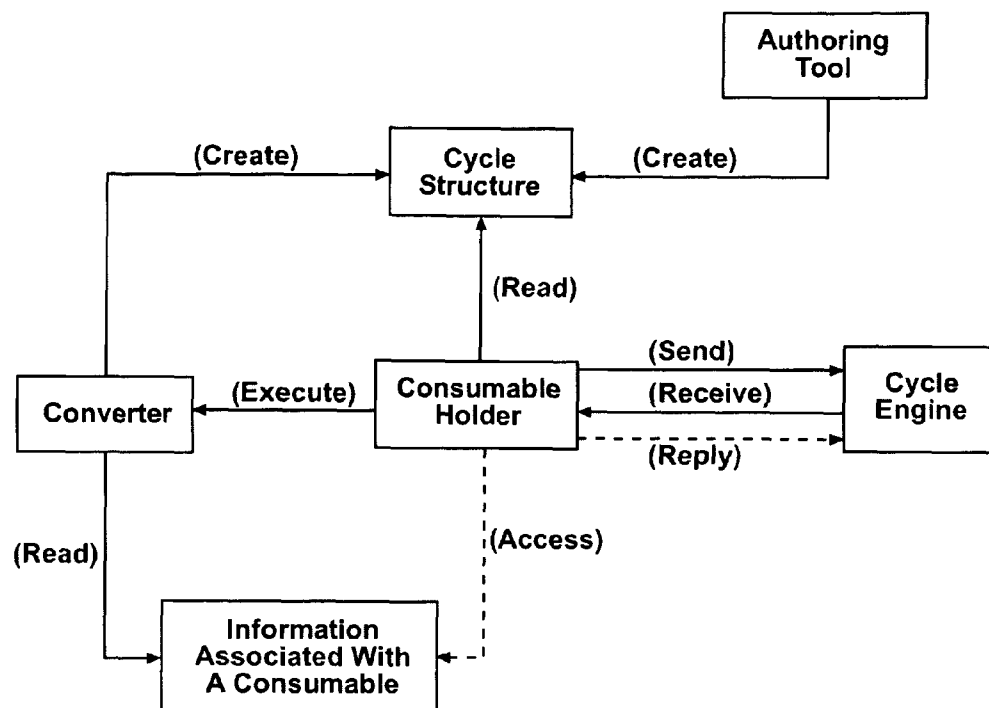 Authoring
Tool
(Create)
Cycle
Structure
(Create)
(Read)
(Send)
(Execute)
Consumable
Holder
(Receive)
Cycle
Engine
Converter
(Reply)
(Read)
(Access)
Information
Associated With
A Consumable